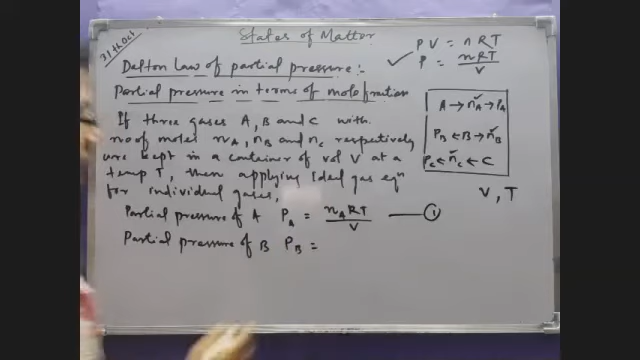 31th Oct
States of Matter
PV = nRT
P = nRT/V
Dalton Law of partial pressure :-
Partial pressure in terms of mole fraction
If three gases A, B and C with
no of moles nA, nB and nC respectively
were kept in a container of vol V at a
temp T, then applying Ideal gas eqn
for individual gases,
Partial pressure of A PA = nART/V —— ①
Partial pressure of B PB =
A → nA → PA
PB ← B → nB
PC ← nC ← C
V, T